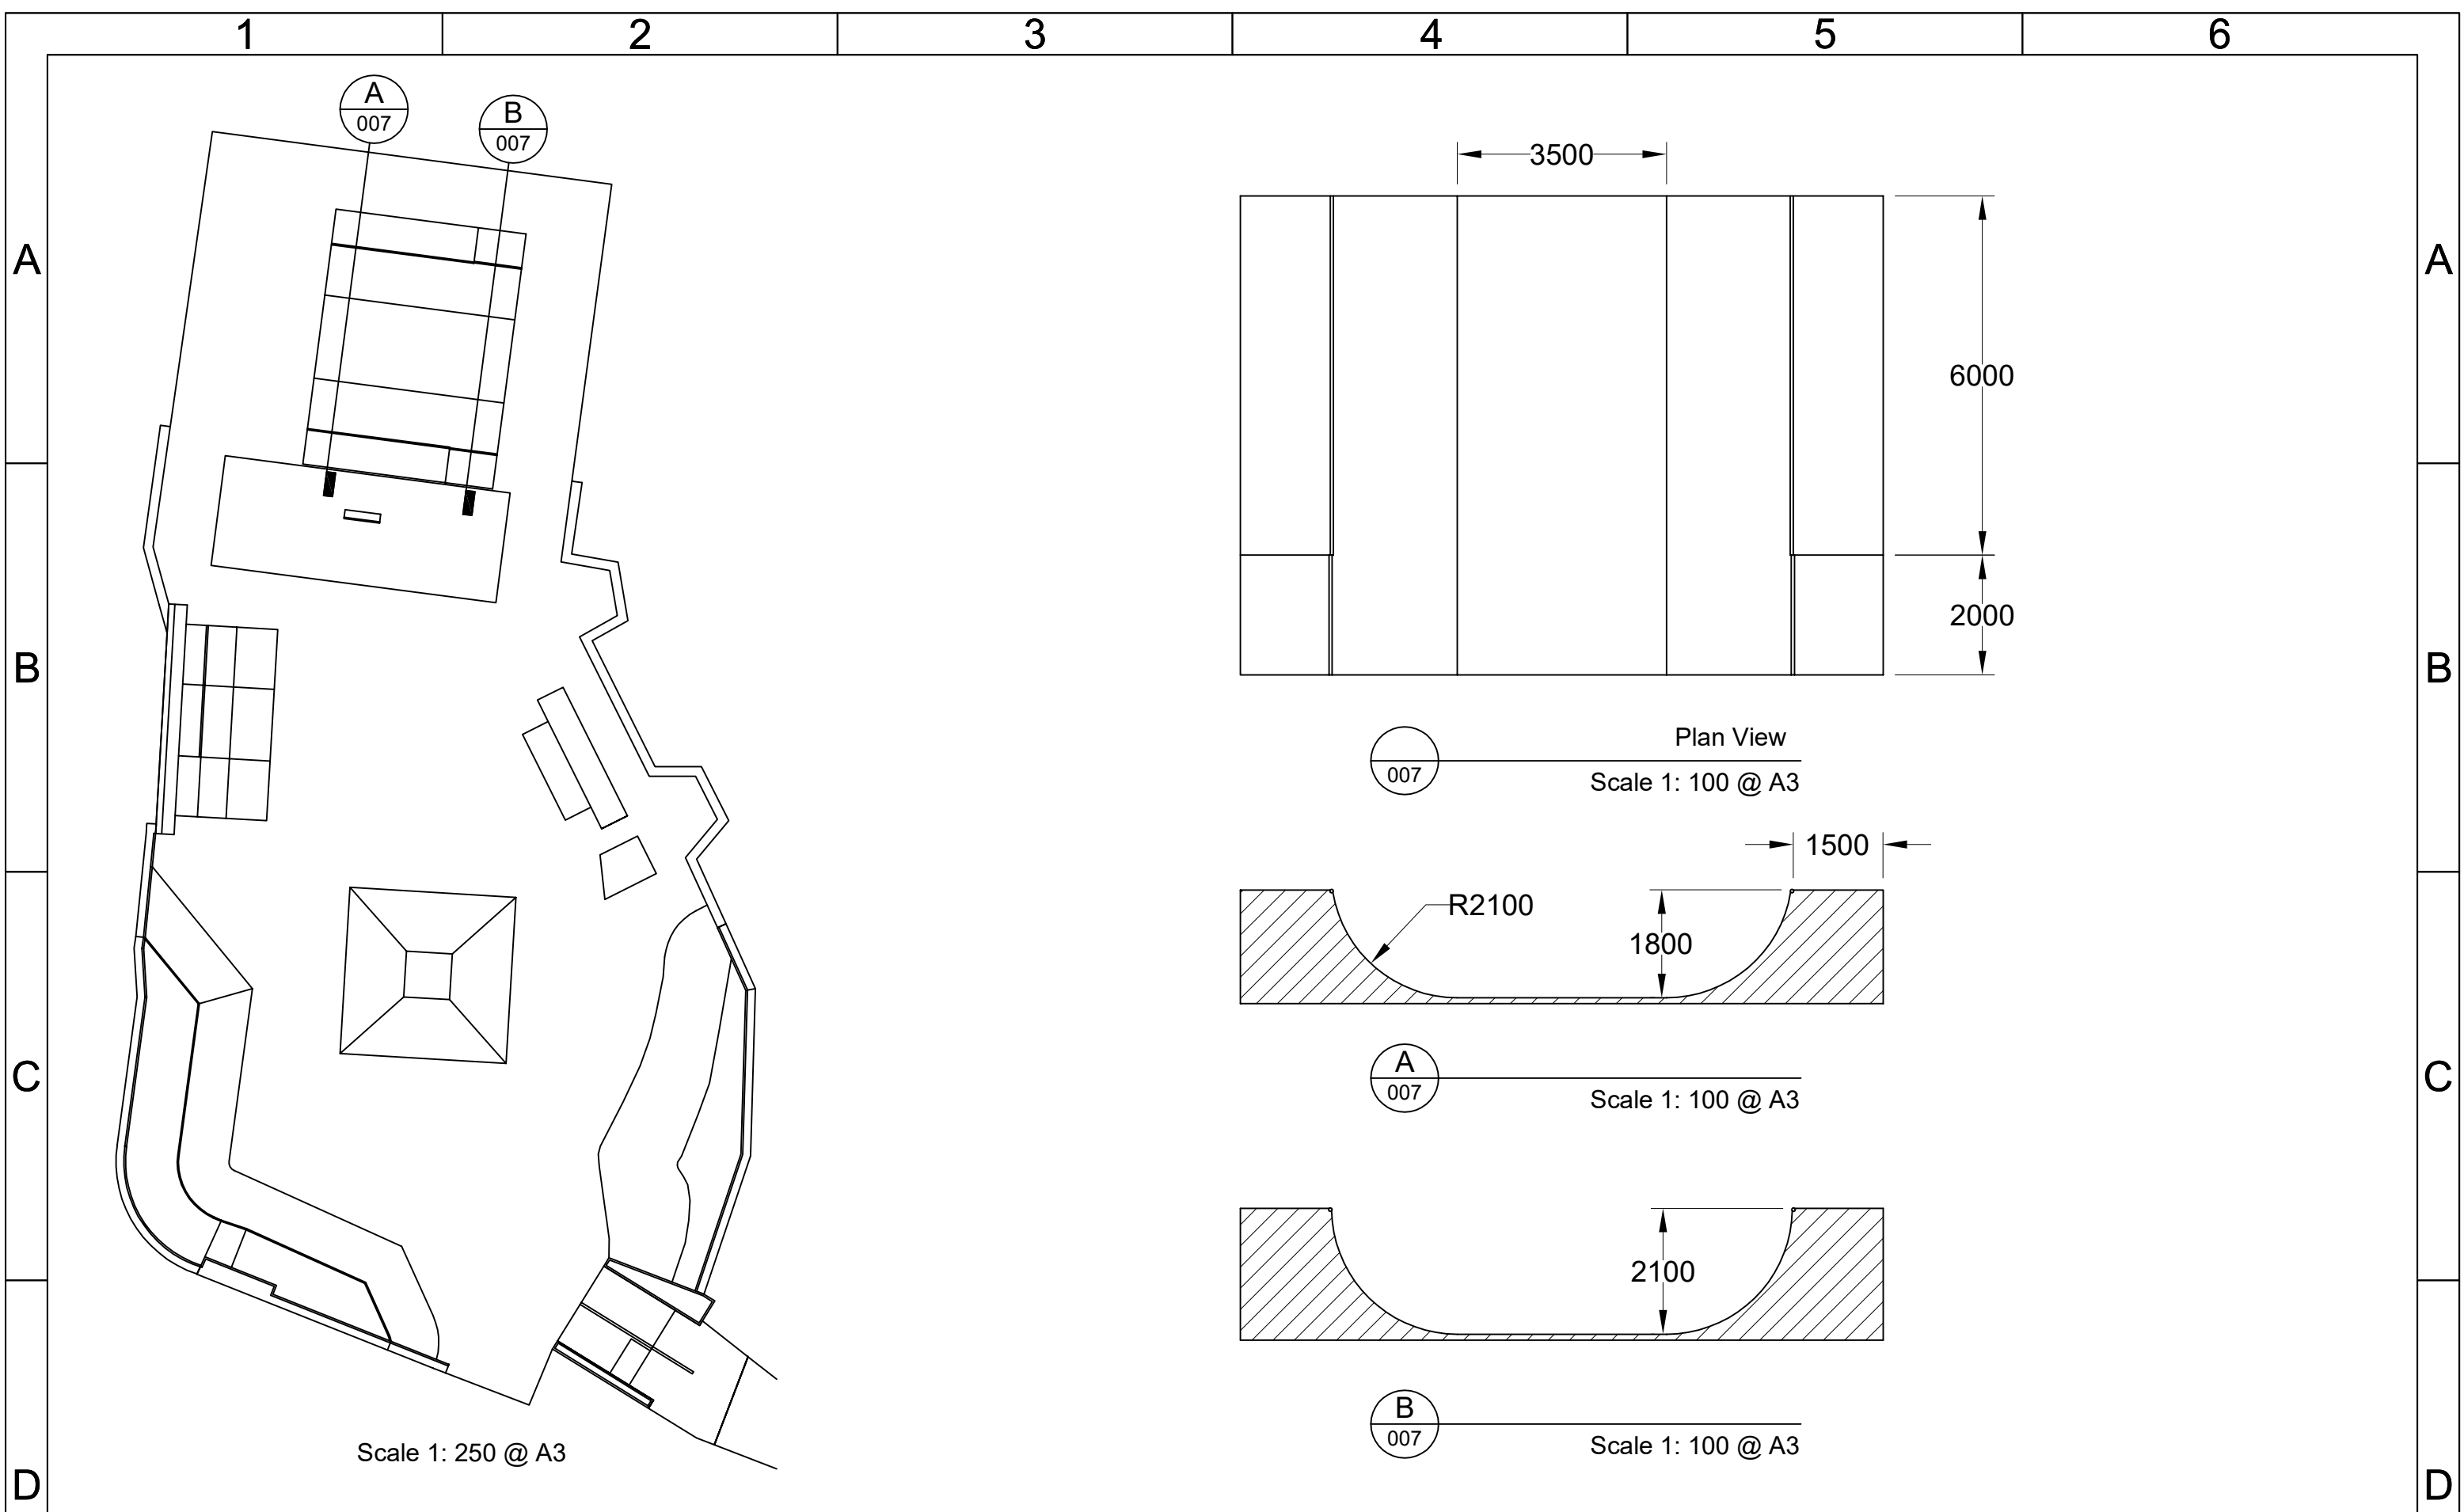 1 2 3 4 5 6
A
007
B
007
3500
A A
6000
B B
2000
Plan View
007
Scale 1: 100 @ A3
1500
R2100
1800
C C
A
007
Scale 1: 100 @ A3
2100
B
007
Scale 1: 100 @ A3
Scale 1: 250 @ A3
D D